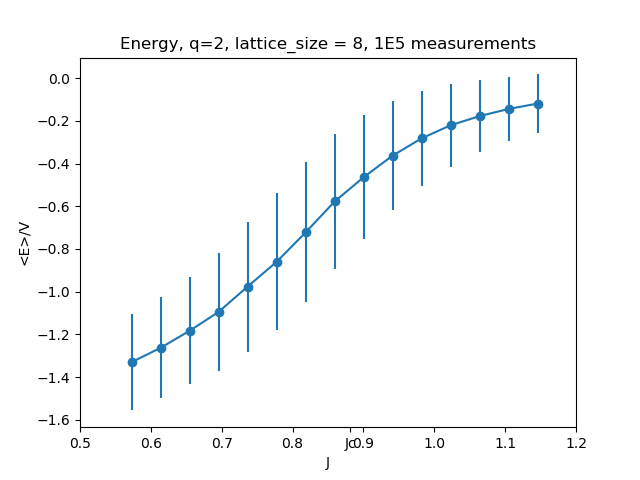 Energy, q=2, lattice_size = 8, 1E5 measurements
<E>/V
0.0
−0.2
−0.4
−0.6
−0.8
−1.0
−1.2
−1.4
−1.6
0.5 0.6 0.7 0.8 Jc 0.9 1.0 1.1 1.2
J